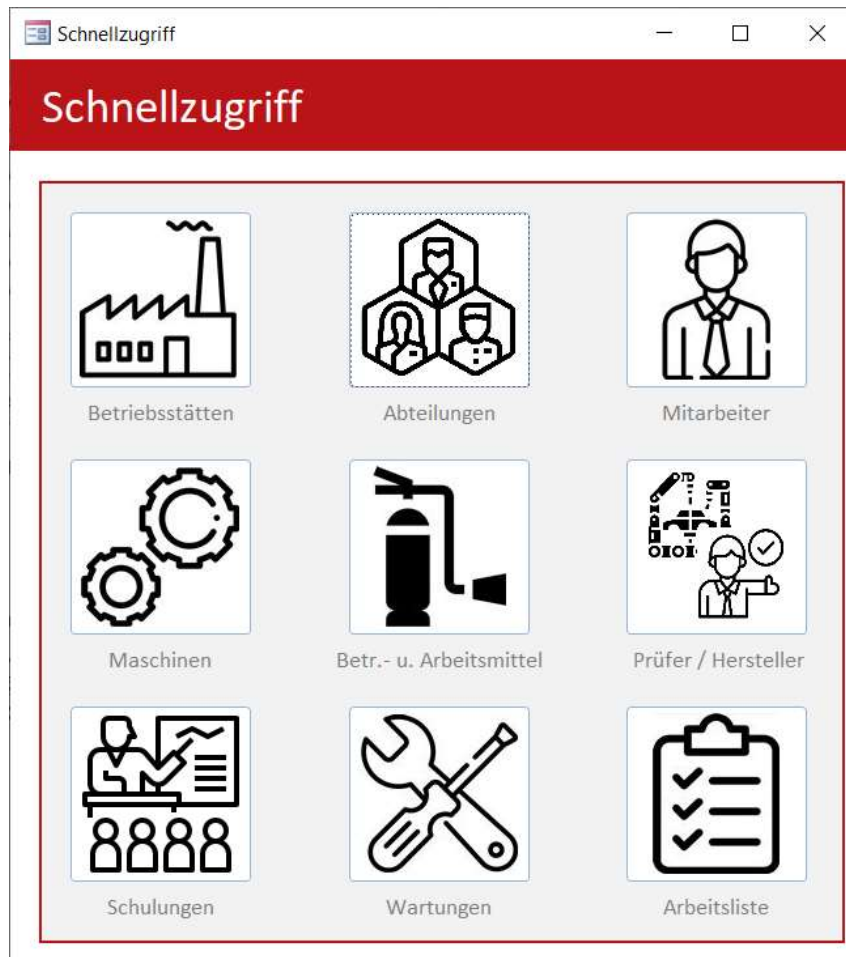 Schnellzugriff
Schnellzugriff
Betriebsstätten
Abteilungen
Mitarbeiter
Maschinen
Betr.- u. Arbeitsmittel
Prüfer / Hersteller
Schulungen
Wartungen
Arbeitsliste